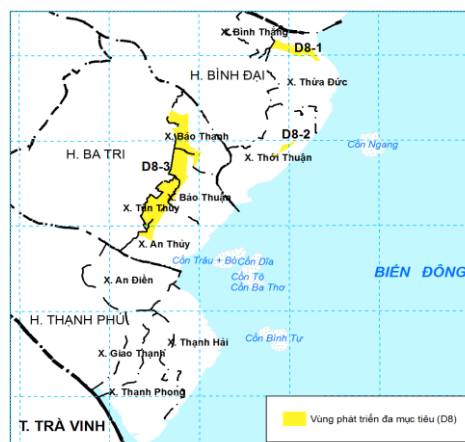 X. Bình Thắng
D8-1
H. BÌNH ĐẠI
X. Thừa Đức
X. Bảo Thạnh
D8-2
Cồn Ngang
H. BA TRI
D8-3
X. Thới Thuận
X. Bảo Thuận
X. Tân Thủy
X. An Thủy
Cồn Trâu + Bò
Cồn Dĩa
BIỂN ĐÔNG
X. An Điền
Cồn Tô
Cồn Ba Thơ
H. THẠNH PHÚ
X. Thạnh Hải
Cồn Bình Tự
X. Giao Thạnh
X. Thạnh Phong
T. TRÀ VINH
Vùng phát triển đa mục tiêu (D8)